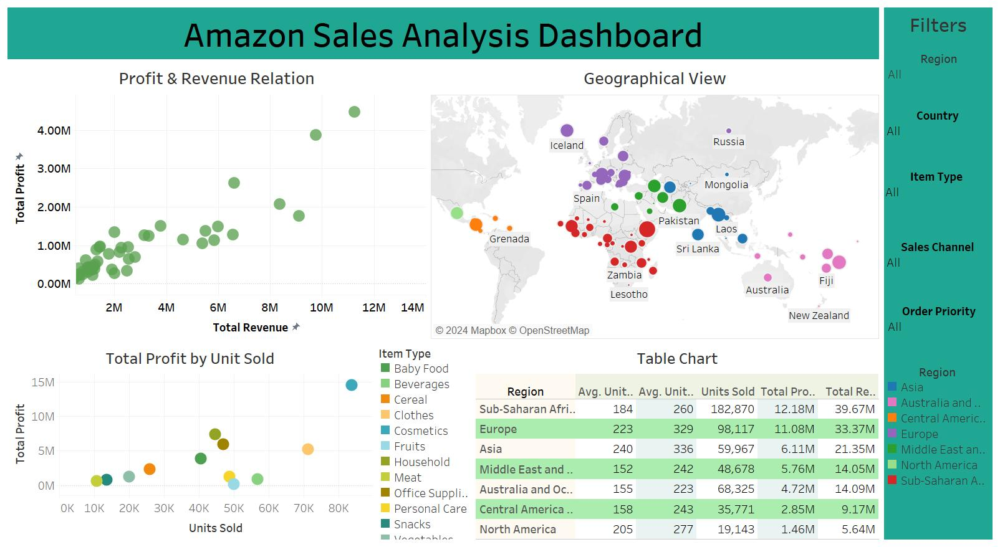 Amazon Sales Analysis Dashboard
Filters
Region
All
Country
All
Item Type
All
Sales Channel
All
Order Priority
All
Region
Asia
Australia and ..
Central Americ..
Europe
Middle East an..
North America
Sub-Saharan A..
Profit & Revenue Relation
Total Profit
4.00M
3.00M
2.00M
1.00M
0.00M
2M 4M 6M 8M 10M 12M 14M
Total Revenue
Geographical View
Iceland
Russia
Mongolia
Spain
Pakistan
Laos
Grenada
Sri Lanka
Zambia
Fiji
Australia
Lesotho
New Zealand
© 2024 Mapbox © OpenStreetMap
Total Profit by Unit Sold
Total Profit
15M
10M
5M
0M
0K 10K 20K 30K 40K 50K 60K 70K 80K
Units Sold
Item Type
Baby Food
Beverages
Cereal
Clothes
Cosmetics
Fruits
Household
Meat
Office Suppli..
Personal Care
Snacks
Vegetables
Table Chart
Region Avg. Unit.. Avg. Unit.. Units Sold Total Pro.. Total Re..
Sub-Saharan Afri.. 184 260 182,870 12.18M 39.67M
Europe 223 329 98,117 11.08M 33.37M
Asia 240 336 59,967 6.11M 21.35M
Middle East and .. 152 242 48,678 5.76M 14.05M
Australia and Oc.. 155 223 68,325 4.72M 14.09M
Central America .. 158 243 35,771 2.85M 9.17M
North America 205 277 19,143 1.46M 5.64M